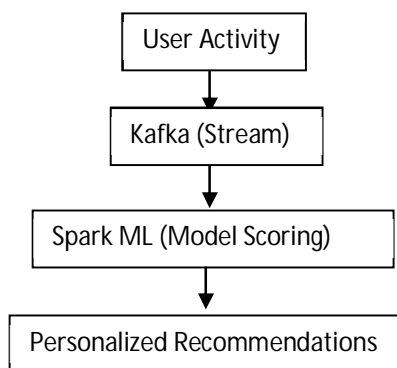 User Activity
Kafka (Stream)
Spark ML (Model Scoring)
Personalized Recommendations